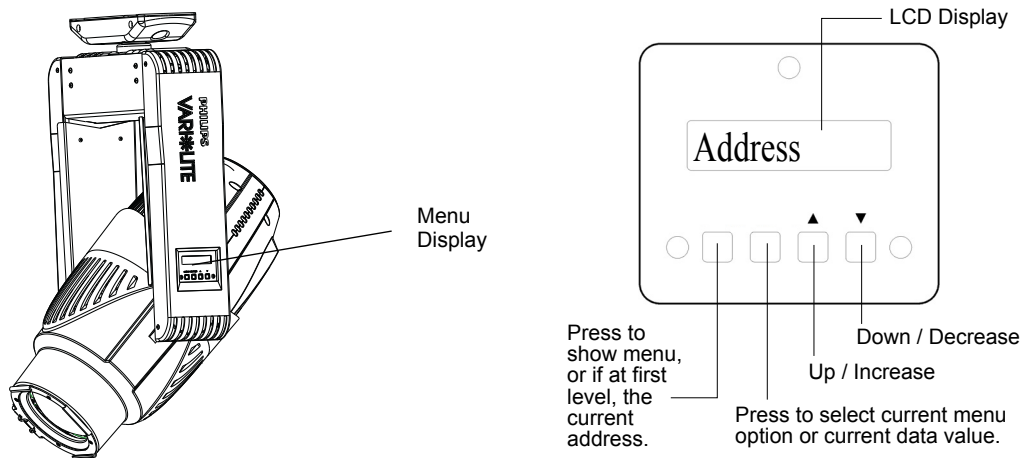 PHILIPS
VARI✱LITE
Menu
Display
LCD Display
Address
▲ ▼
Press to
show menu,
or if at first
level, the
current
address.
Down / Decrease
Up / Increase
Press to select current menu
option or current data value.